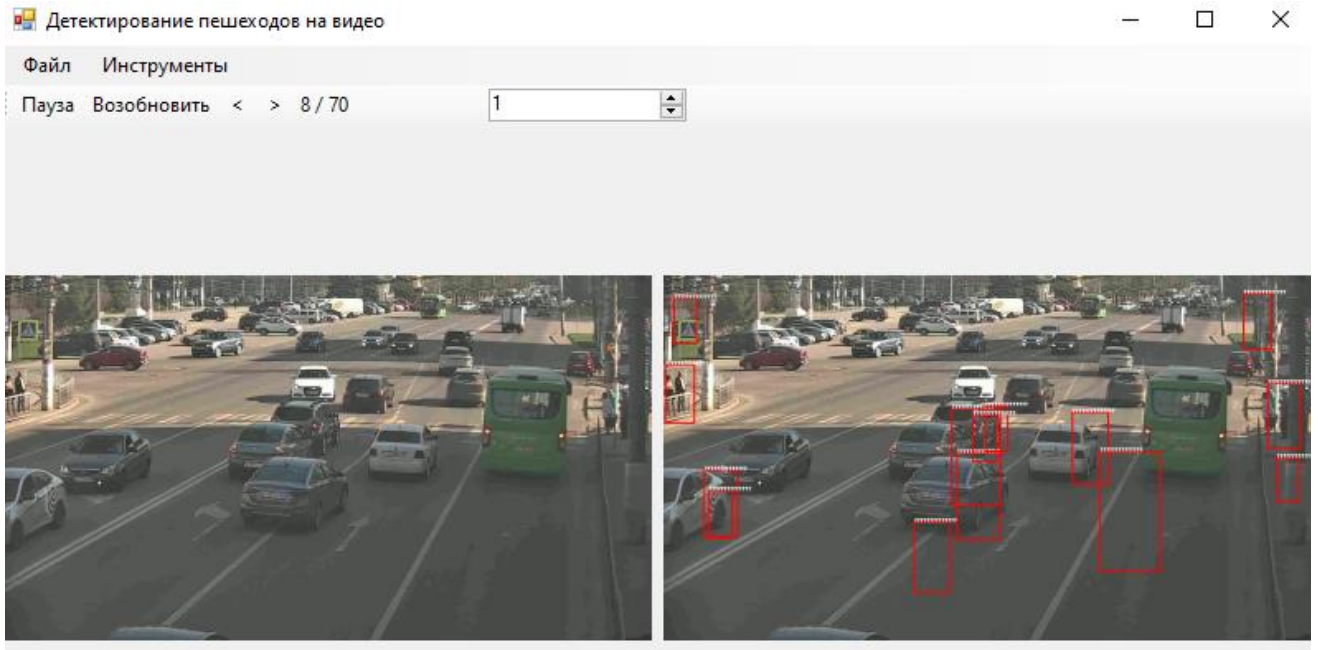 Детектирование пешеходов на видео
Файл Инструменты
Пауза Возобновить < > 8 / 70 1